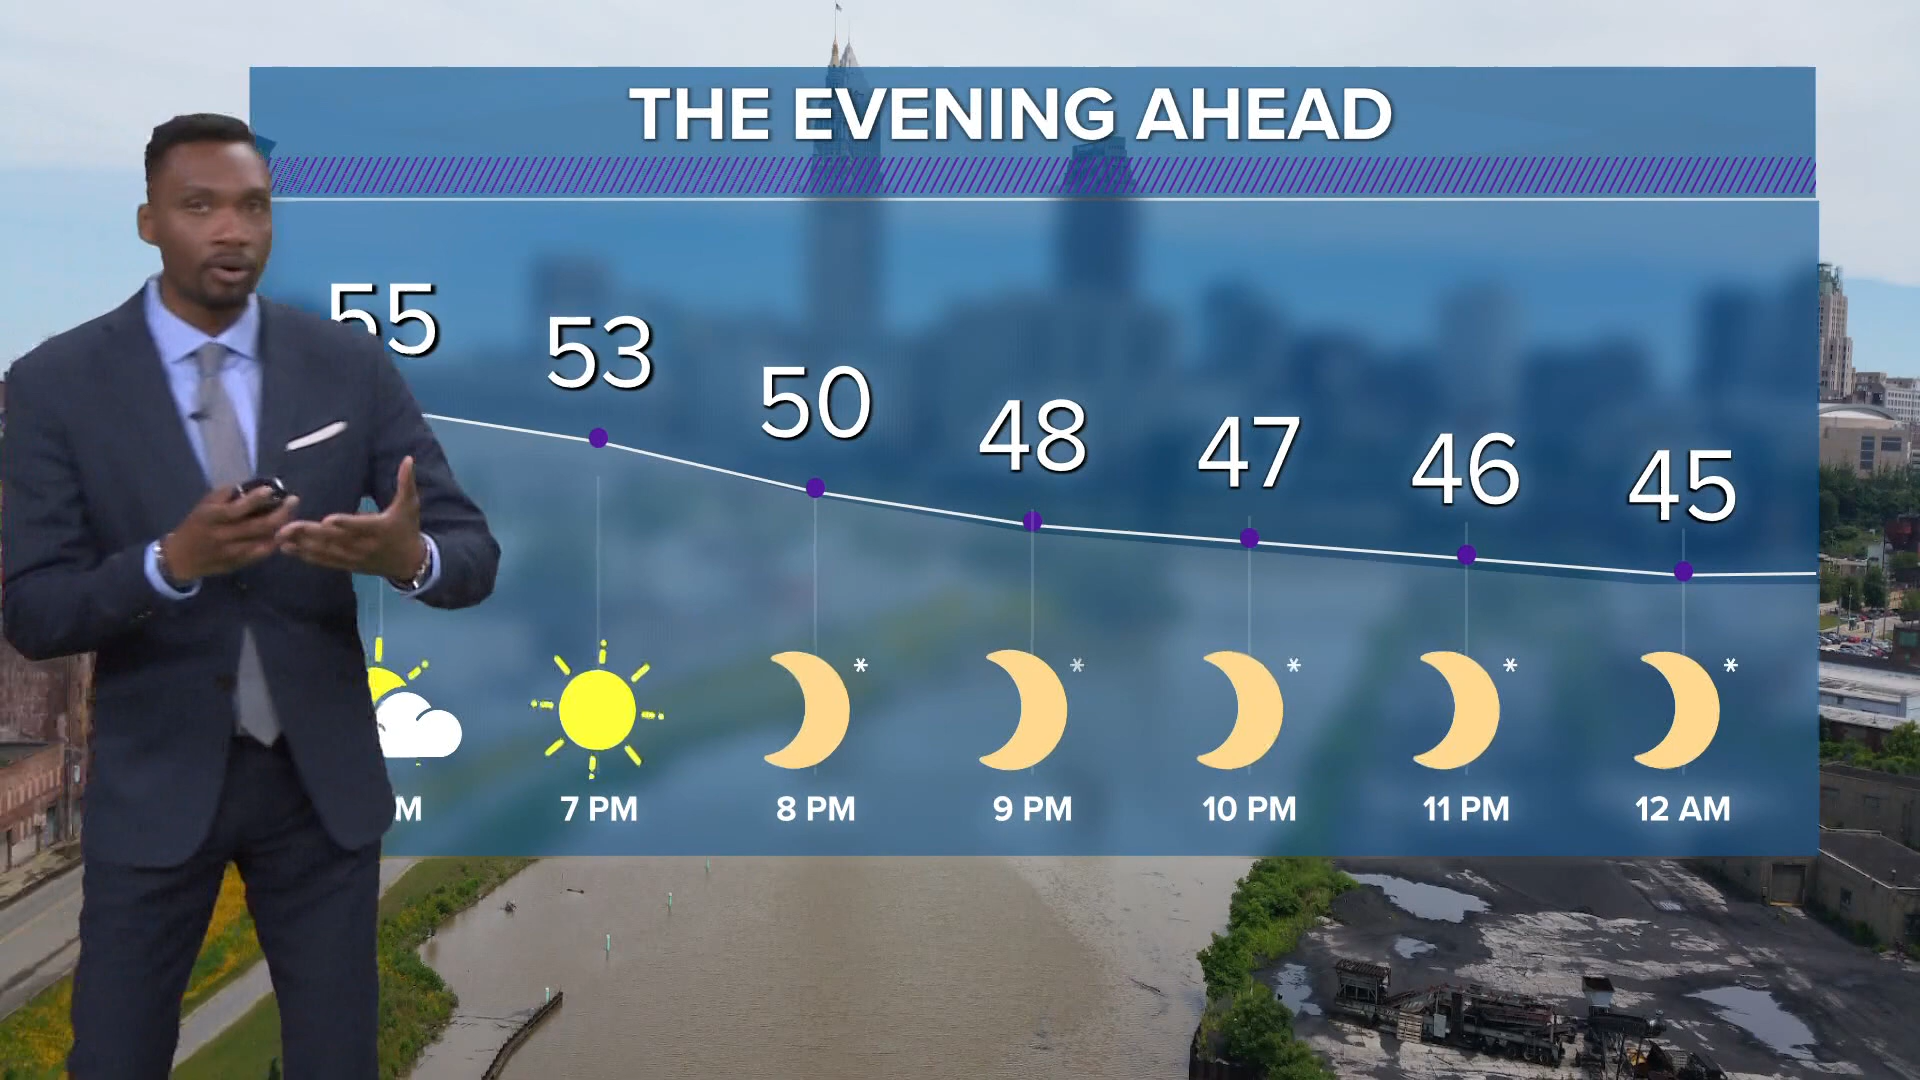 THE EVENING AHEAD
55 53 50 48 47 46 45
M 7 PM 8 PM 9 PM 10 PM 11 PM 12 AM